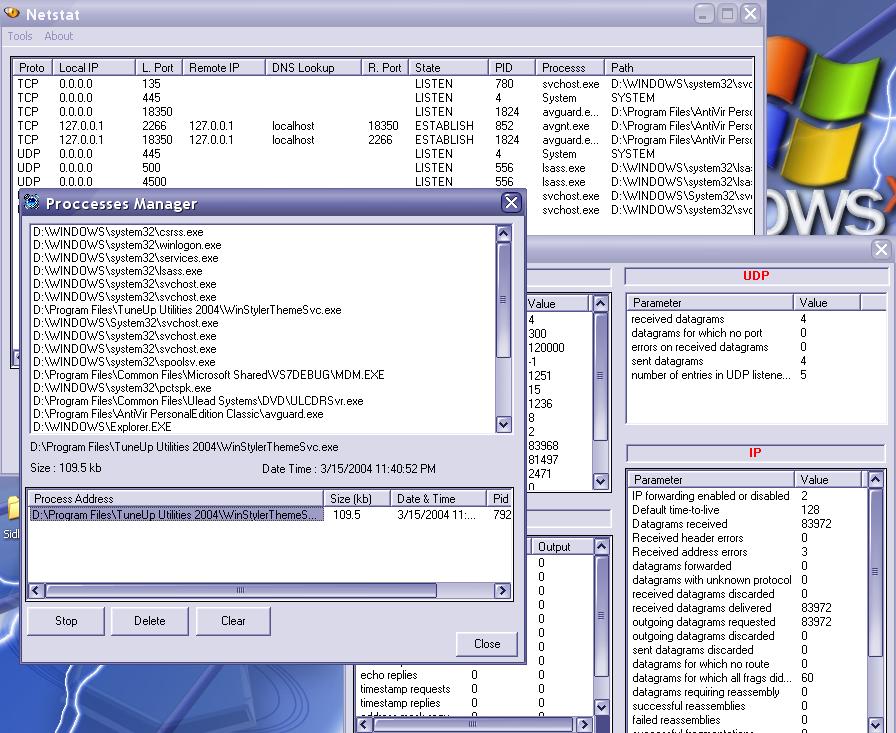 Netstat
Tools About
Proto Local IP L. Port Remote IP DNS Lookup R. Port State PID Processs Path
TCP 0.0.0.0 135 LISTEN 780 svchost.exe D:\WINDOWS\system32\svc
TCP 0.0.0.0 445 LISTEN 4 System SYSTEM
TCP 0.0.0.0 18350 LISTEN 1824 avguard.e... D:\Program Files\AntiVir Perso
TCP 127.0.0.1 2266 127.0.0.1 localhost 18350 ESTABLISH 852 avgnt.exe D:\Program Files\AntiVir Perso
TCP 127.0.0.1 18350 127.0.0.1 localhost 2266 ESTABLISH 1824 avguard.e... D:\Program Files\AntiVir Perso
UDP 0.0.0.0 445 LISTEN 4 System SYSTEM
UDP 0.0.0.0 500 LISTEN 556 lsass.exe D:\WINDOWS\system32\lsa
UDP 0.0.0.0 4500 LISTEN 556 lsass.exe D:\WINDOWS\system32\lsa
svchost.exe D:\WINDOWS\system32\svc
svchost.exe D:\WINDOWS\system32\svc
Proccesses Manager
D:\WINDOWS\system32\csrss.exe
D:\WINDOWS\system32\winlogon.exe
D:\WINDOWS\system32\services.exe
D:\WINDOWS\system32\lsass.exe
D:\WINDOWS\system32\svchost.exe
D:\WINDOWS\system32\svchost.exe
D:\Program Files\TuneUp Utilities 2004\WinStylerThemeSvc.exe
D:\WINDOWS\System32\svchost.exe
D:\WINDOWS\system32\svchost.exe
D:\WINDOWS\system32\svchost.exe
D:\WINDOWS\system32\spoolsv.exe
D:\Program Files\Common Files\Microsoft Shared\VS7DEBUG\MDM.EXE
D:\WINDOWS\system32\pctspk.exe
D:\Program Files\Common Files\Ulead Systems\DVD\ULCDRSvr.exe
D:\Program Files\AntiVir PersonalEdition Classic\avguard.exe
D:\WINDOWS\Explorer.EXE
D:\Program Files\TuneUp Utilities 2004\WinStylerThemeSvc.exe
Size : 109.5 kb Date Time : 3/15/2004 11:40:52 PM
Process Address Size (kb) Date & Time Pid
D:\Program Files\TuneUp Utilities 2004\WinStylerThemeS... 109.5 3/15/2004 11:... 792
Stop Delete Clear
Close
Value
4
300
120000
-1
1251
15
1236
8
2
83968
81497
2471
0
Output
0
0
0
0
0
0
0
0
echo replies 0 0
timestamp requests 0 0
timestamp replies 0 0
UDP
Parameter Value
received datagrams 4
datagrams for which no port 0
errors on received datagrams 0
sent datagrams 4
number of entries in UDP listene... 5
IP
Parameter Value
IP forwarding enabled or disabled 2
Default time-to-live 128
Datagrams received 83972
Received header errors 0
Received address errors 3
datagrams forwarded 0
datagrams with unknown protocol 0
received datagrams discarded 0
received datagrams delivered 83972
outgoing datagrams requested 83972
outgoing datagrams discarded 0
sent datagrams discarded 0
datagrams for which no route 0
datagrams for which all frags did... 60
datagrams requiring reassembly 0
successful reassemblies 0
failed reassemblies 0
OWS
Sid